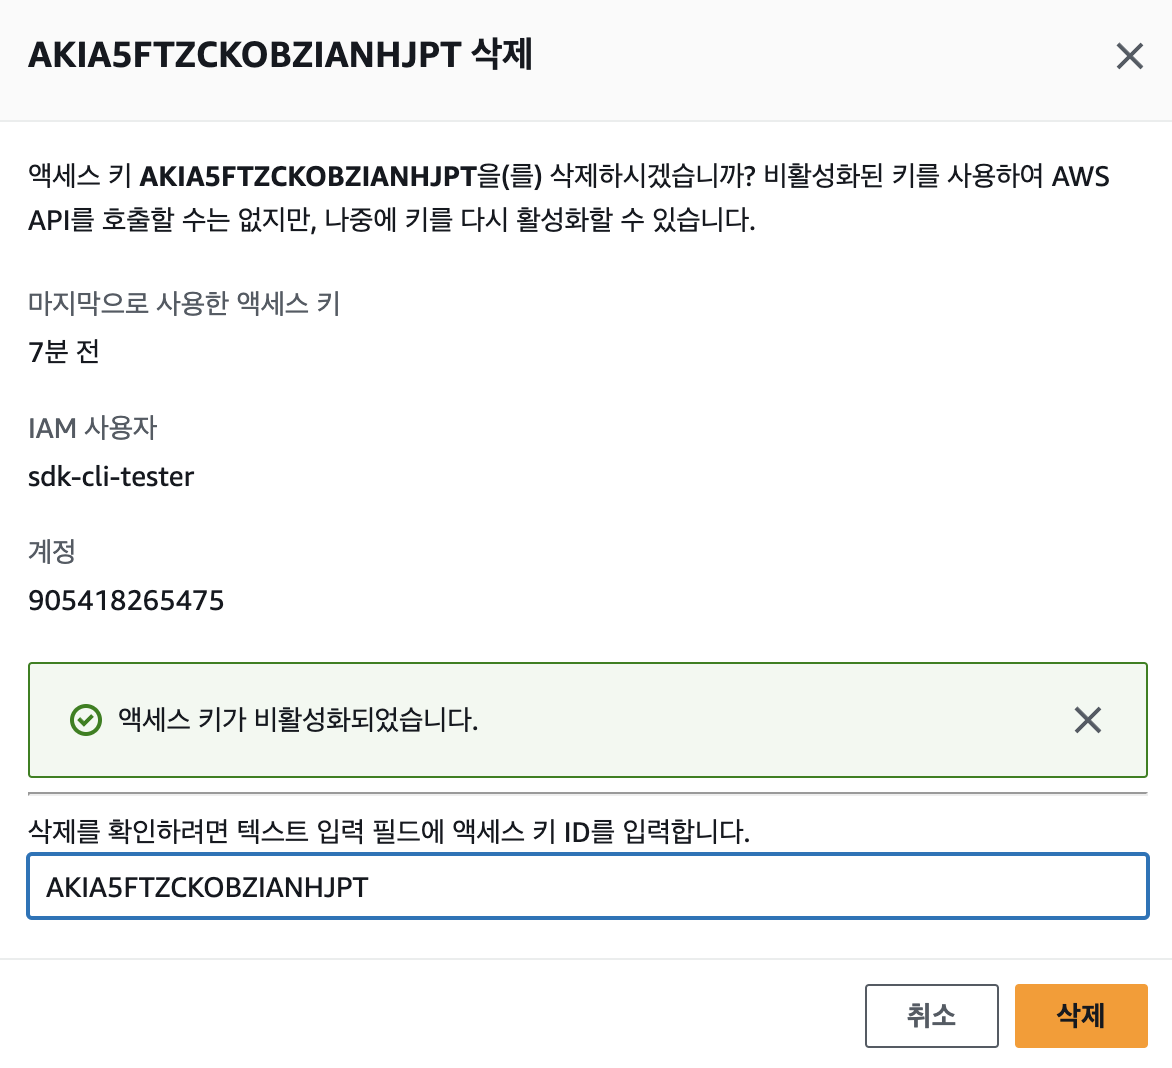 AKIA5FTZCKOBZIANHJPT 삭제
액세스 키 AKIA5FTZCKOBZIANHJPT을(를) 삭제하시겠습니까? 비활성화된 키를 사용하여 AWS
API를 호출할 수는 없지만, 나중에 키를 다시 활성화할 수 있습니다.
마지막으로 사용한 액세스 키
7분 전
IAM 사용자
sdk-cli-tester
계정
905418265475
액세스 키가 비활성화되었습니다.
삭제를 확인하려면 텍스트 입력 필드에 액세스 키 ID를 입력합니다.
AKIA5FTZCKOBZIANHJPT
취소 삭제